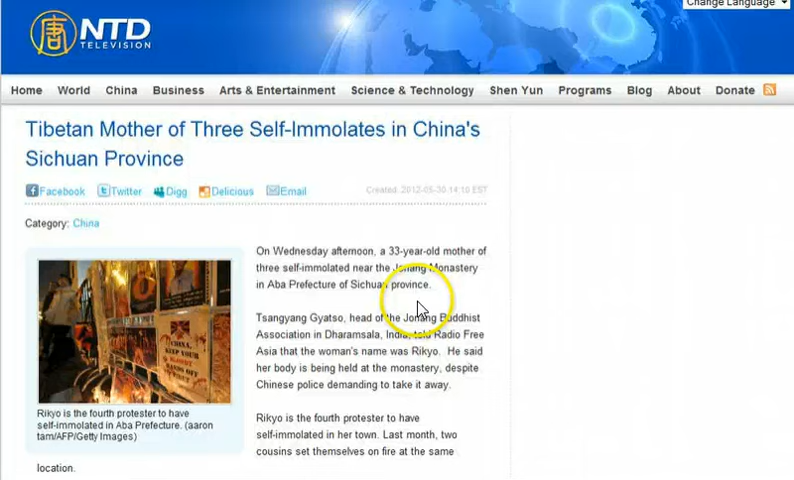 Change Language
唐 NTD
TELEVISION
Home World China Business Arts & Entertainment Science & Technology Shen Yun Programs Blog About Donate
Tibetan Mother of Three Self-Immolates in China's
Sichuan Province
Facebook Twitter Digg Delicious Email Created: 2012-05-30 14:10 EST
Category: China
On Wednesday afternoon, a 33-year-old mother of
three self-immolated near the Jonang Monastery
in Aba Prefecture of Sichuan province.
Tsangyang Gyatso, head of the Jonang Buddhist
Association in Dharamsala, India, told Radio Free
Asia that the woman's name was Rikyo. He said
her body is being held at the monastery, despite
Chinese police demanding to take it away.
CHINA,
KEEP YOUR
BLOODY
HANDS OFF
Rikyo is the fourth protester to have
self-immolated in Aba Prefecture. (aaron
tam/AFP/Getty Images)
Rikyo is the fourth protester to have
self-immolated in her town. Last month, two
cousins set themselves on fire at the same
location.